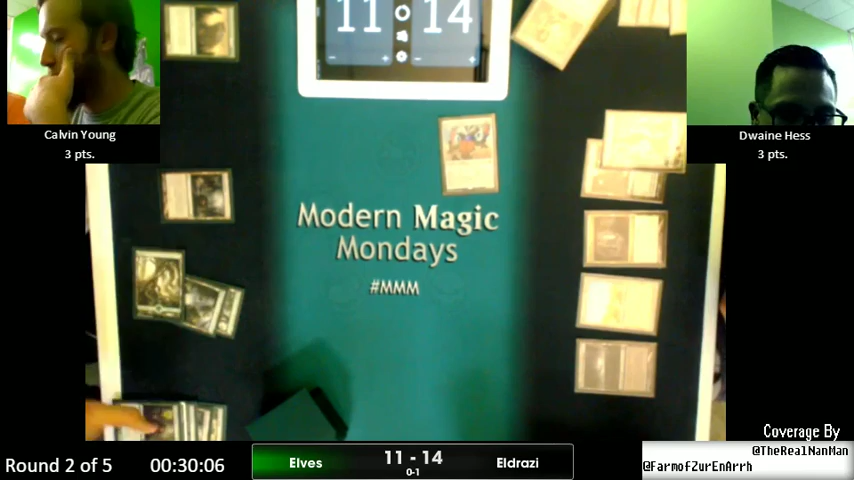 11 14
- + - +
Calvin Young
3 pts.
Dwaine Hess
3 pts.
Modern Magic
Mondays
#MMM
Coverage By
@TheRealNanMan
@FarmofZurEnArrh
Round 2 of 5
00:30:06
Elves
11 - 14
0-1
Eldrazi